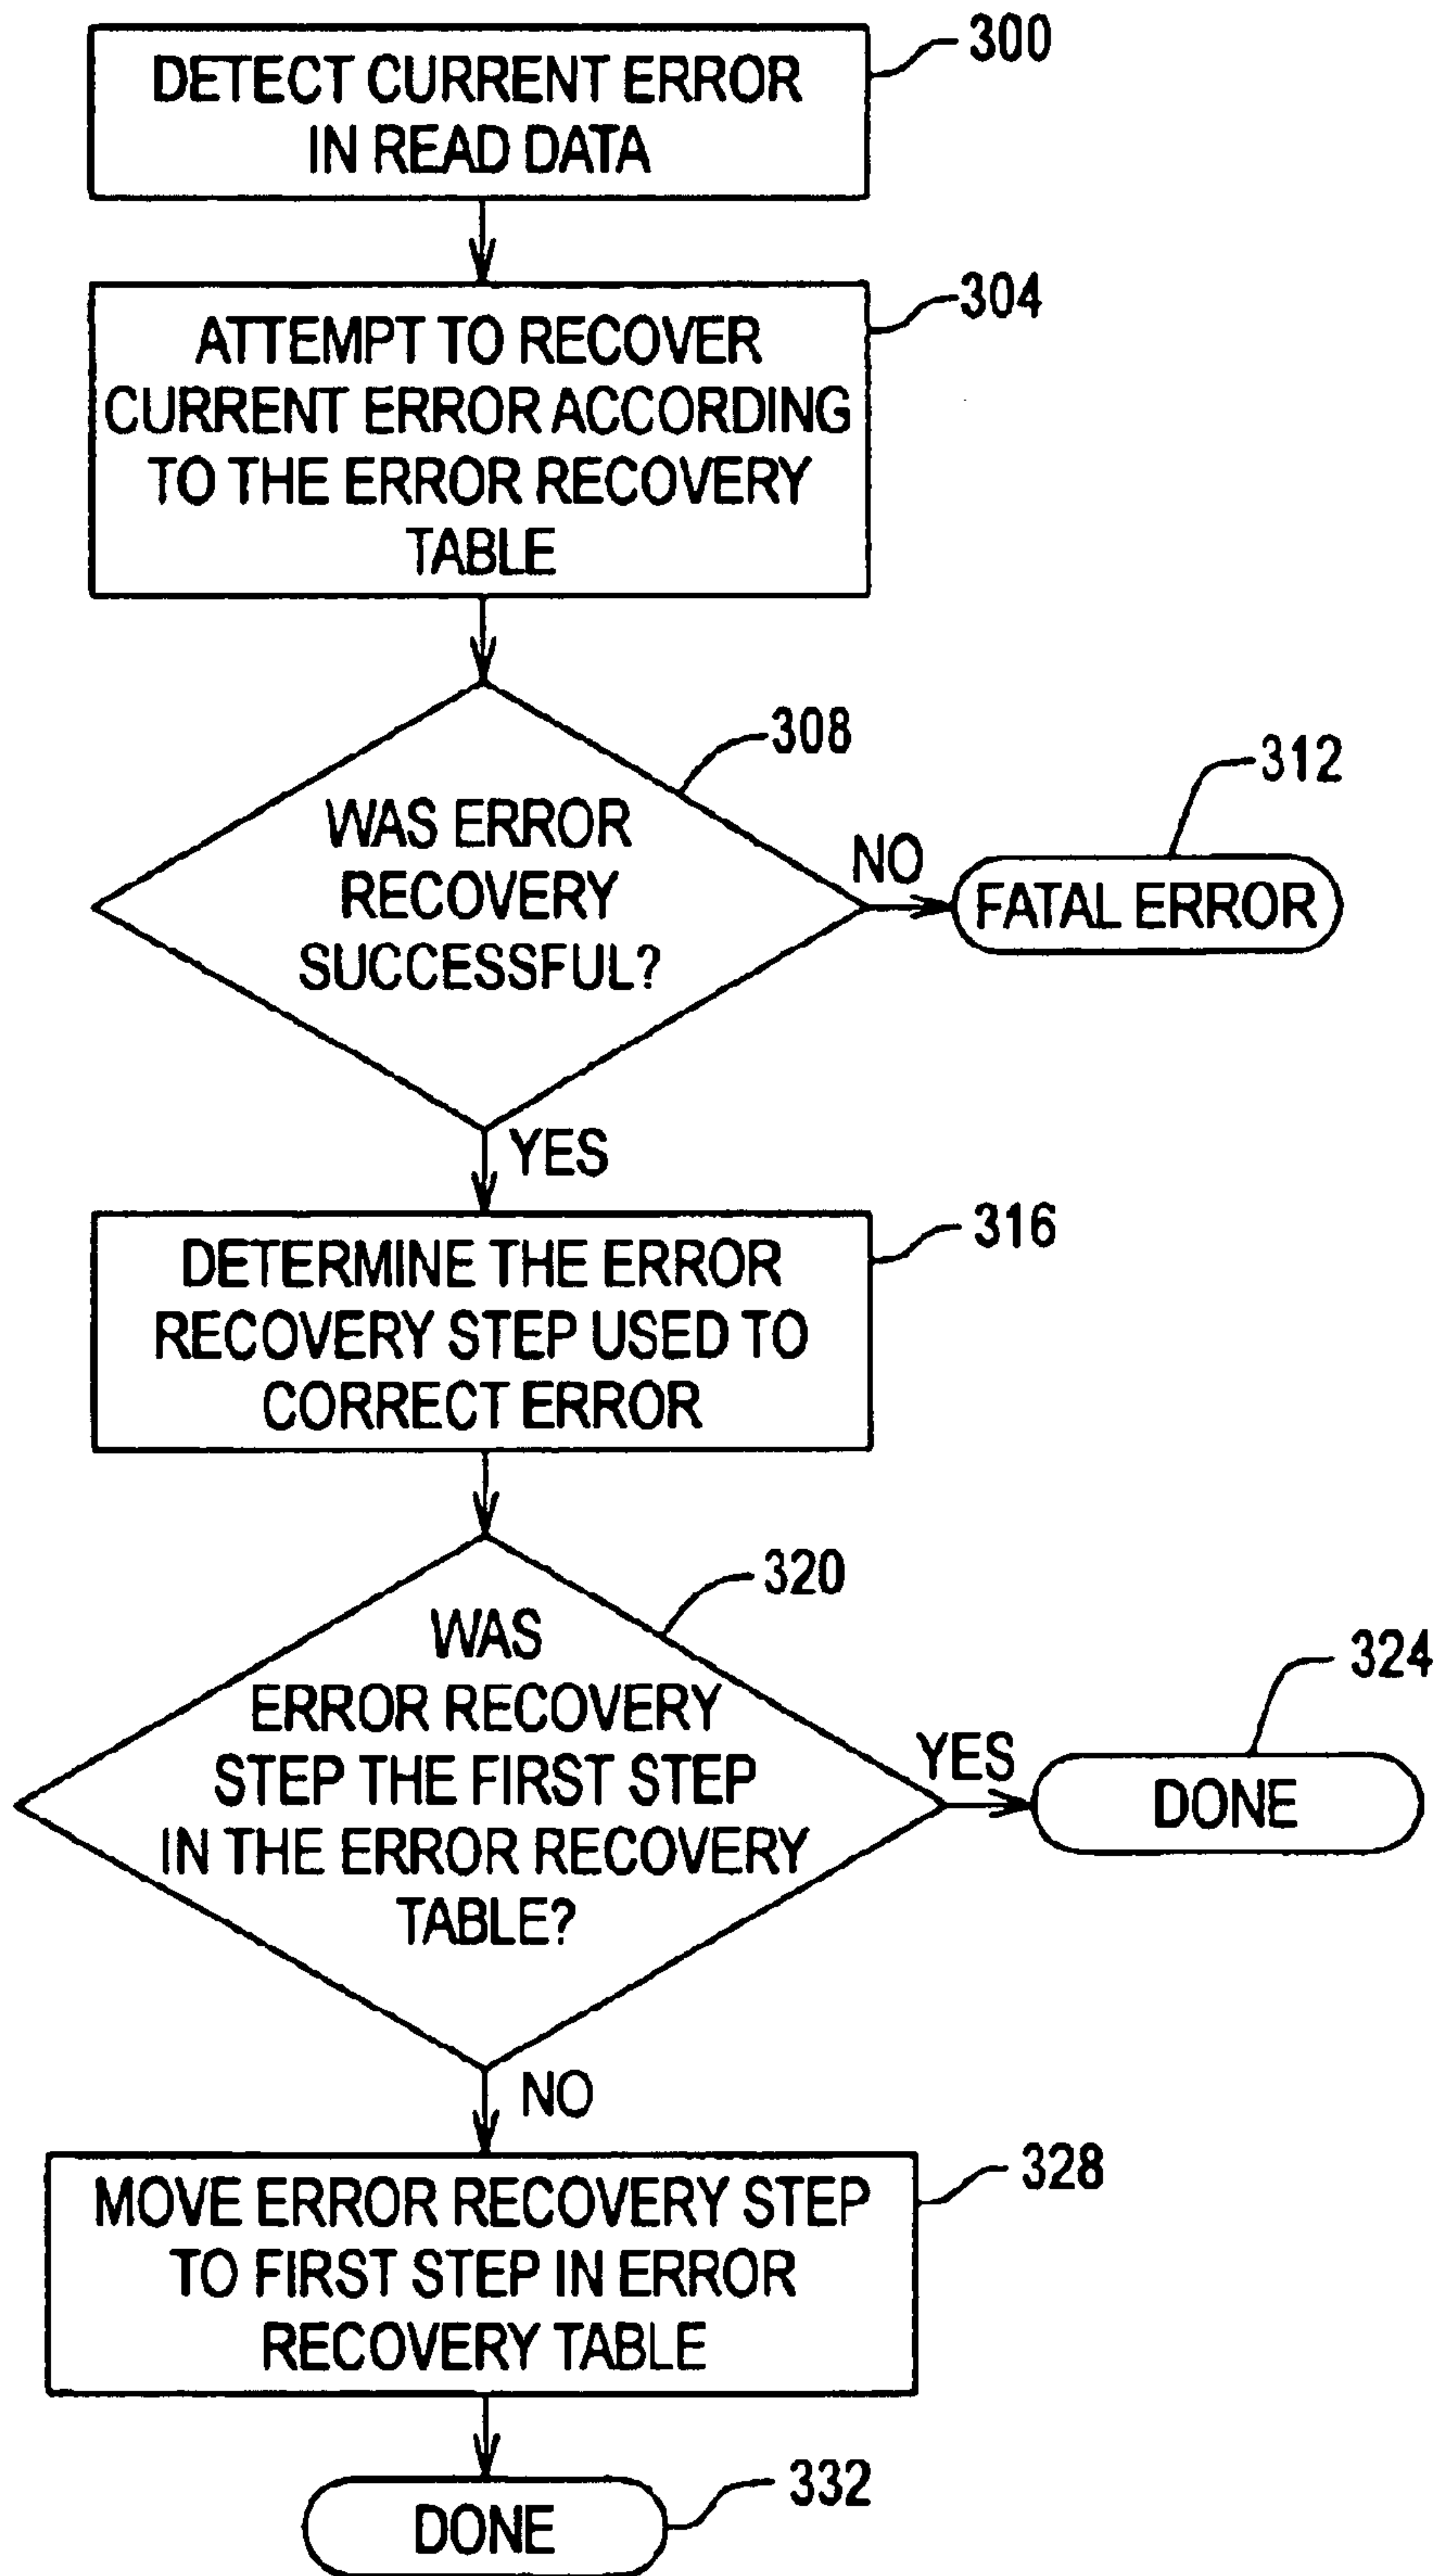 300
DETECT CURRENT ERROR
IN READ DATA
304
ATTEMPT TO RECOVER
CURRENT ERROR ACCORDING
TO THE ERROR RECOVERY
TABLE
308
WAS ERROR
RECOVERY
SUCCESSFUL?
NO
312
FATAL ERROR
YES
316
DETERMINE THE ERROR
RECOVERY STEP USED TO
CORRECT ERROR
320
WAS
ERROR RECOVERY
STEP THE FIRST STEP
IN THE ERROR RECOVERY
TABLE?
YES
324
DONE
NO
328
MOVE ERROR RECOVERY STEP
TO FIRST STEP IN ERROR
RECOVERY TABLE
332
DONE